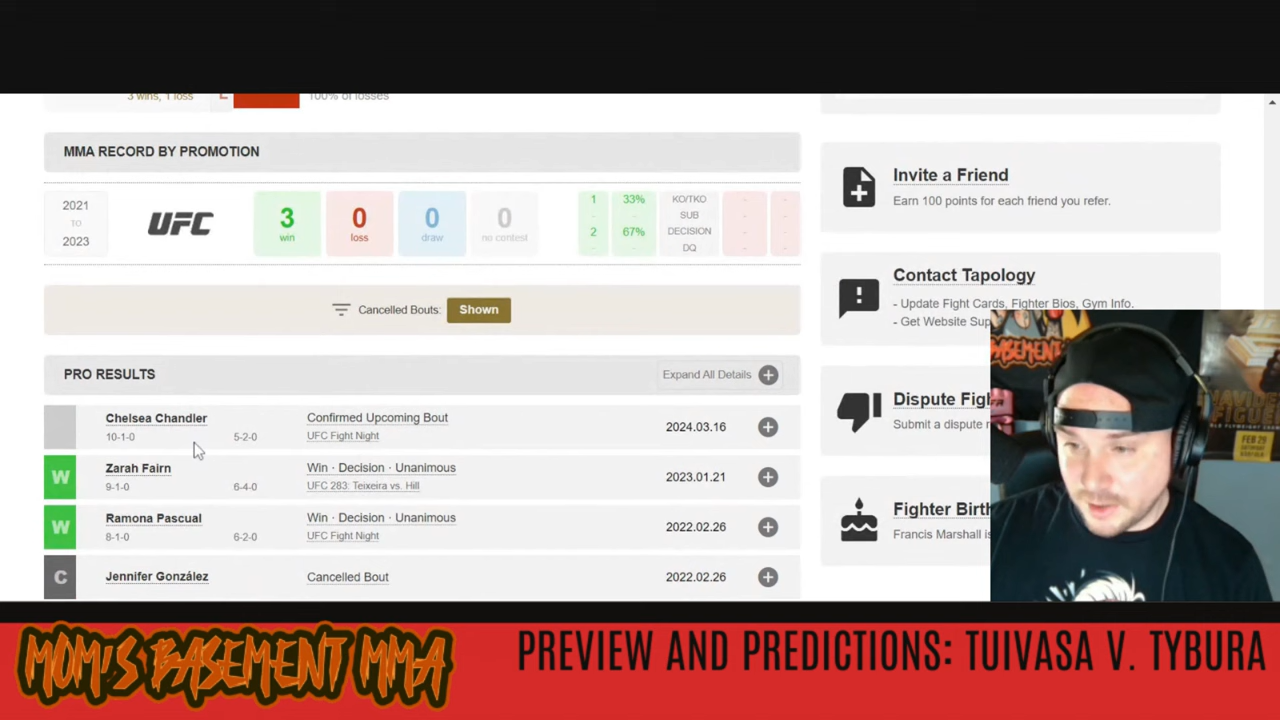 3 wins, 1 loss
L
100% of losses
MMA RECORD BY PROMOTION
2021
TO
2023
UFC
3
win
0
loss
0
draw
0
no contest
1 33% KO/TKO - -
- - SUB - -
2 67% DECISION - -
- - DQ - -
Cancelled Bouts: Shown
PRO RESULTS
Expand All Details
Chelsea Chandler
10-1-0 5-2-0
Confirmed Upcoming Bout
UFC Fight Night
2024.03.16
W
Zarah Fairn
9-1-0 6-4-0
Win · Decision · Unanimous
UFC 283: Teixeira vs. Hill
2023.01.21
W
Ramona Pascual
8-1-0 6-2-0
Win · Decision · Unanimous
UFC Fight Night
2022.02.26
C
Jennifer González
Cancelled Bout
2022.02.26
Invite a Friend
Earn 100 points for each friend you refer.
Contact Tapology
- Update Fight Cards, Fighter Bios, Gym Info.
- Get Website Sup
Dispute Figh
Submit a dispute r
Fighter Birth
Francis Marshall is
BASEMENT
FIGUE
FEB 29
MOM'S BASEMENT MMA
PREVIEW AND PREDICTIONS: TUIVASA V. TYBURA